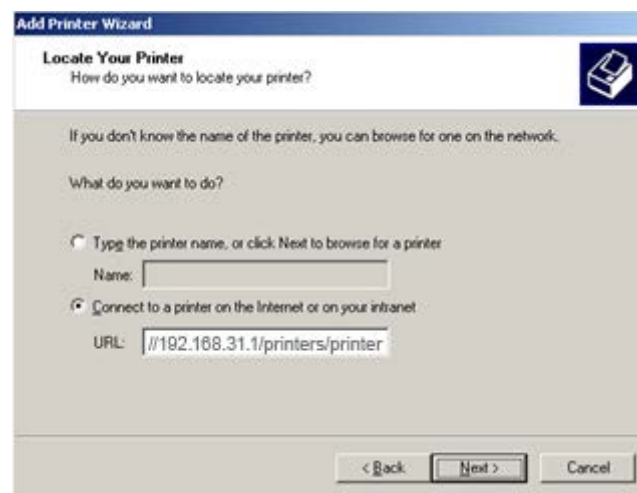 Add Printer Wizard
Locate Your Printer
How do you want to locate your printer?
If you don't know the name of the printer, you can browse for one on the network.
What do you want to do?
Type the printer name, or click Next to browse for a printer
Name:
Connect to a printer on the Internet or on your intranet
URL: //192.168.31.1/printers/printer
< Back Next > Cancel